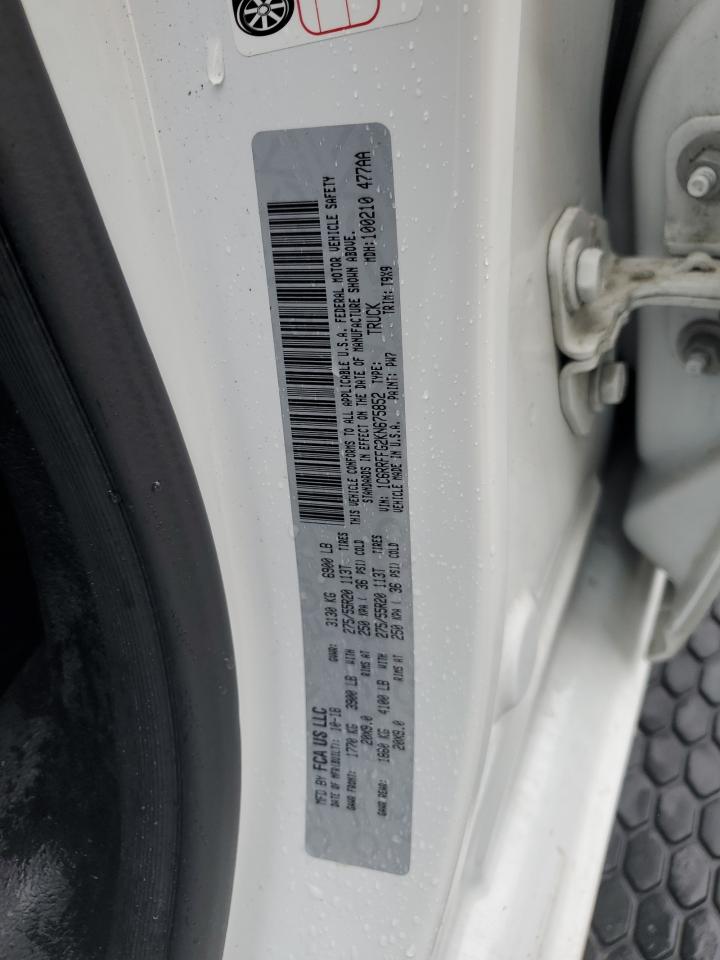 MFD BY FCA US LLC
DATE OF MFR(BUILT): 10-18 GVWR: 3130 KG 6900 LB
GAWR FRONT: 1770 KG 3900 LB WITH 275/55R20 113T TIRES
20X9.0 RIMS AT 250 KPA ( 36 PSI) COLD
GAWR REAR: 1860 KG 4100 LB WITH 275/55R20 113T TIRES
20X9.0 RIMS AT 250 KPA ( 36 PSI) COLD
THIS VEHICLE CONFORMS TO ALL APPLICABLE U.S.A. FEDERAL MOTOR VEHICLE SAFETY
STANDARDS IN EFFECT ON THE DATE OF MANUFACTURE SHOWN ABOVE.
VIN: 1C6RRFFG2KN675852 TYPE: TRUCK MDH: 100210 477AA
VEHICLE MADE IN U.S.A. PAINT: PW7 TRIM: T9X9